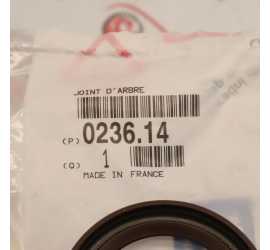 JOINT D'ARBRE
(P) 0236.14
(Q) 1
MADE IN FRANCE